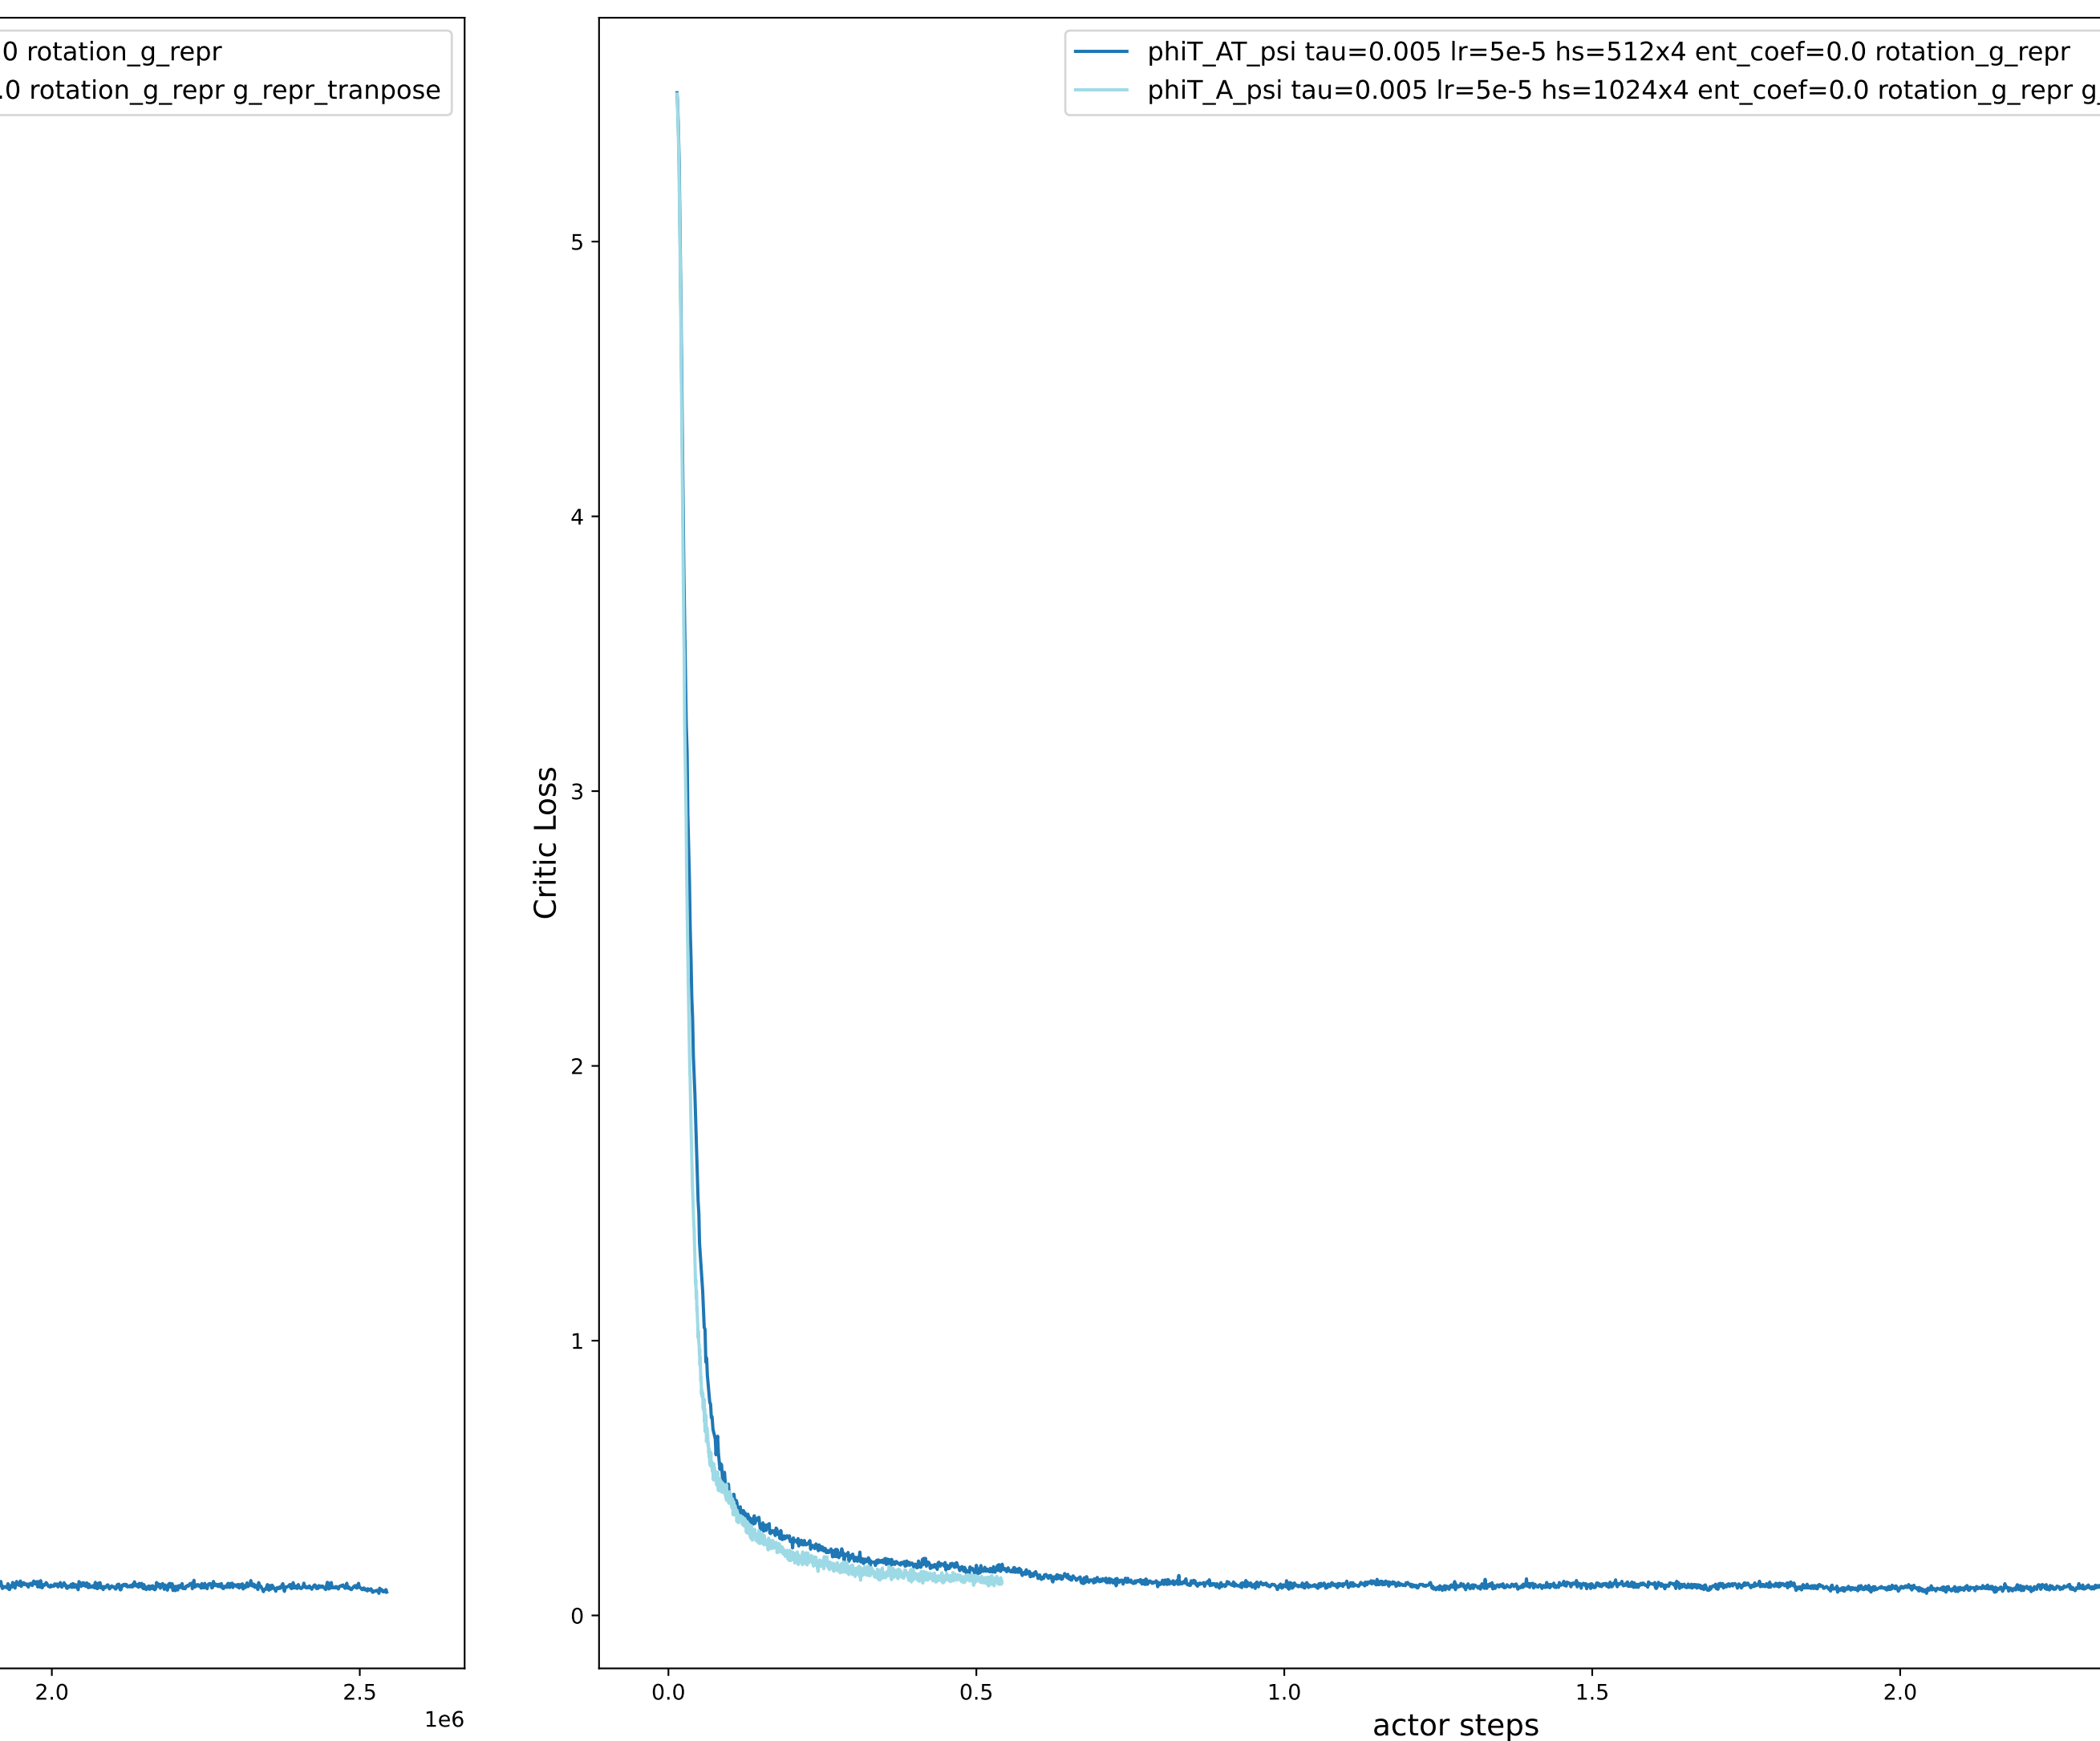 0 rotation_g_repr
.0 rotation_g_repr g_repr_tranpose
2.0
2.5
1e6
phiT_AT_psi tau=0.005 lr=5e-5 hs=512x4 ent_coef=0.0 rotation_g_repr
phiT_A_psi tau=0.005 lr=5e-5 hs=1024x4 ent_coef=0.0 rotation_g_repr g_
Critic Loss
5
4
3
2
1
0
0.0
0.5
1.0
1.5
2.0
actor steps